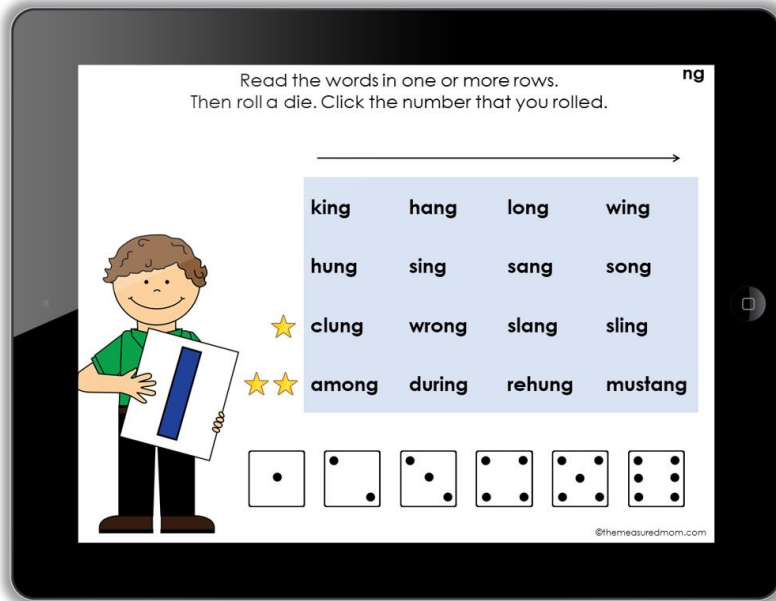 ng
Read the words in one or more rows.
Then roll a die. Click the number that you rolled.
king hang long wing
hung sing sang song
clung wrong slang sling
among during rehung mustang
©themeasuredmom.com